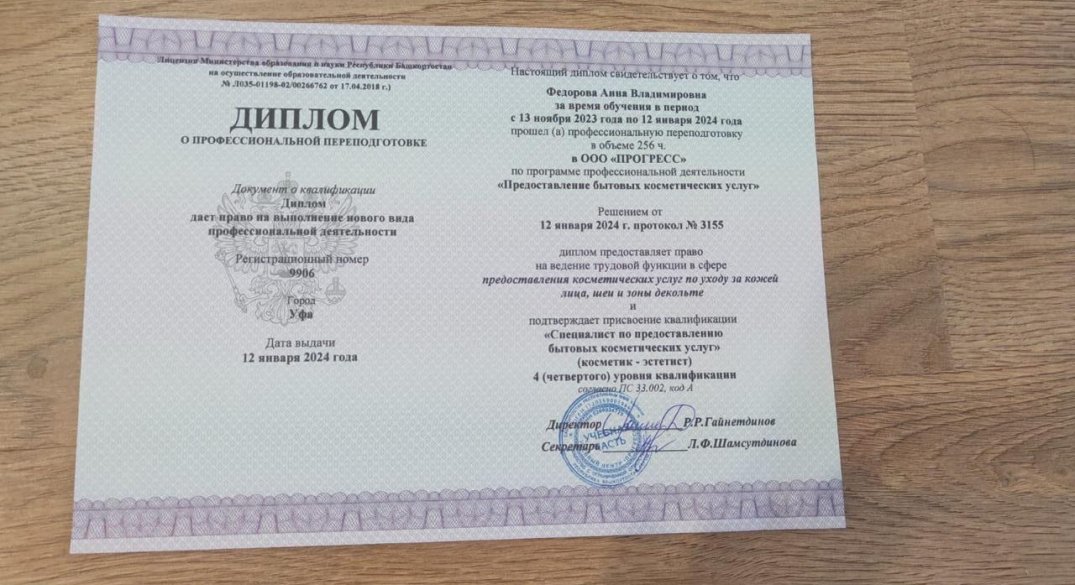 Лицензия Министерства образования и науки Республики Башкортостан
на осуществление образовательной деятельности
№ Л035-01198-02/00266762 от 17.04.2018 г.)
ДИПЛОМ
О ПРОФЕССИОНАЛЬНОЙ ПЕРЕПОДГОТОВКЕ
Документ о квалификации
Диплом
дает право на выполнение нового вида
профессиональной деятельности
Регистрационный номер
9906
Город
Уфа
Дата выдачи
12 января 2024 года
Настоящий диплом свидетельствует о том, что
Федорова Анна Владимировна
за время обучения в период
с 13 ноября 2023 года по 12 января 2024 года
прошел (а) профессиональную переподготовку
в объеме 256 ч.
в ООО «ПРОГРЕСС»
по программе профессиональной деятельности
«Предоставление бытовых косметических услуг»
Решением от
12 января 2024 г. протокол № 3155
диплом предоставляет право
на ведение трудовой функции в сфере
предоставления косметических услуг по уходу за кожей
лица, шеи и зоны декольте
и
подтверждает присвоение квалификации
«Специалист по предоставлению
бытовых косметических услуг»
(косметик - эстетист)
4 (четвертого) уровня квалификации
согласно ПС 33.002, код А
Директор Р.Р.Гайнетдинов
Секретарь Л.Ф.Шамсутдинова
УЧЕБНАЯ
ЧАСТЬ